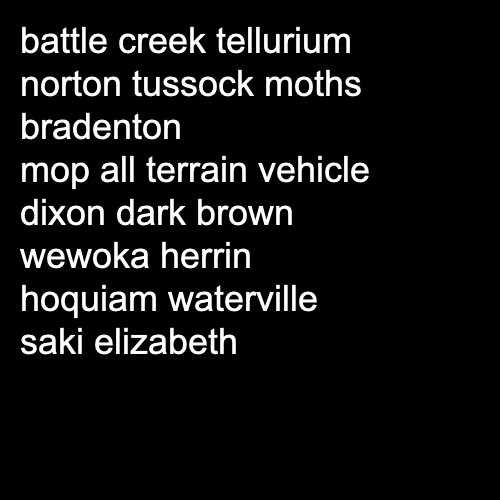 battle creek tellurium
norton tussock moths
bradenton
mop all terrain vehicle
dixon dark brown
wewoka herrin
hoquiam waterville
saki elizabeth